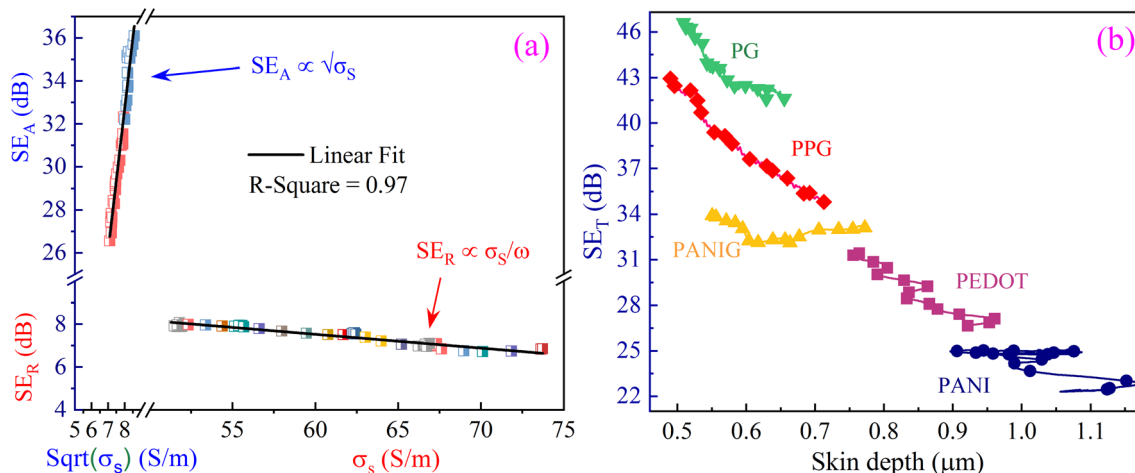 (a)
SE_A ∝ √σ_S
Linear Fit
R-Square = 0.97
SE_R ∝ σ_S/ω
SE_A (dB)
36
34
32
30
28
26
SE_R (dB)
8
6
4
5 6 7 8 55 60 65 70 75
Sqrt(σ_s) (S/m) σ_s (S/m)
(b)
PG
PPG
PANIG
PEDOT
PANI
SE_T (dB)
46
43
40
37
34
31
28
25
22
0.5 0.6 0.7 0.8 0.9 1.0 1.1
Skin depth (μm)